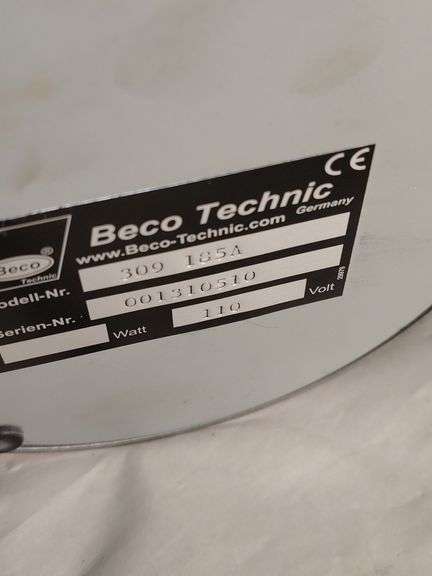 CE
Beco Technic
www.Beco-Technic.com Germany
Beco
Technic
odell-Nr. 309 185A
Serien-Nr. 001310510
Watt 110 Volt